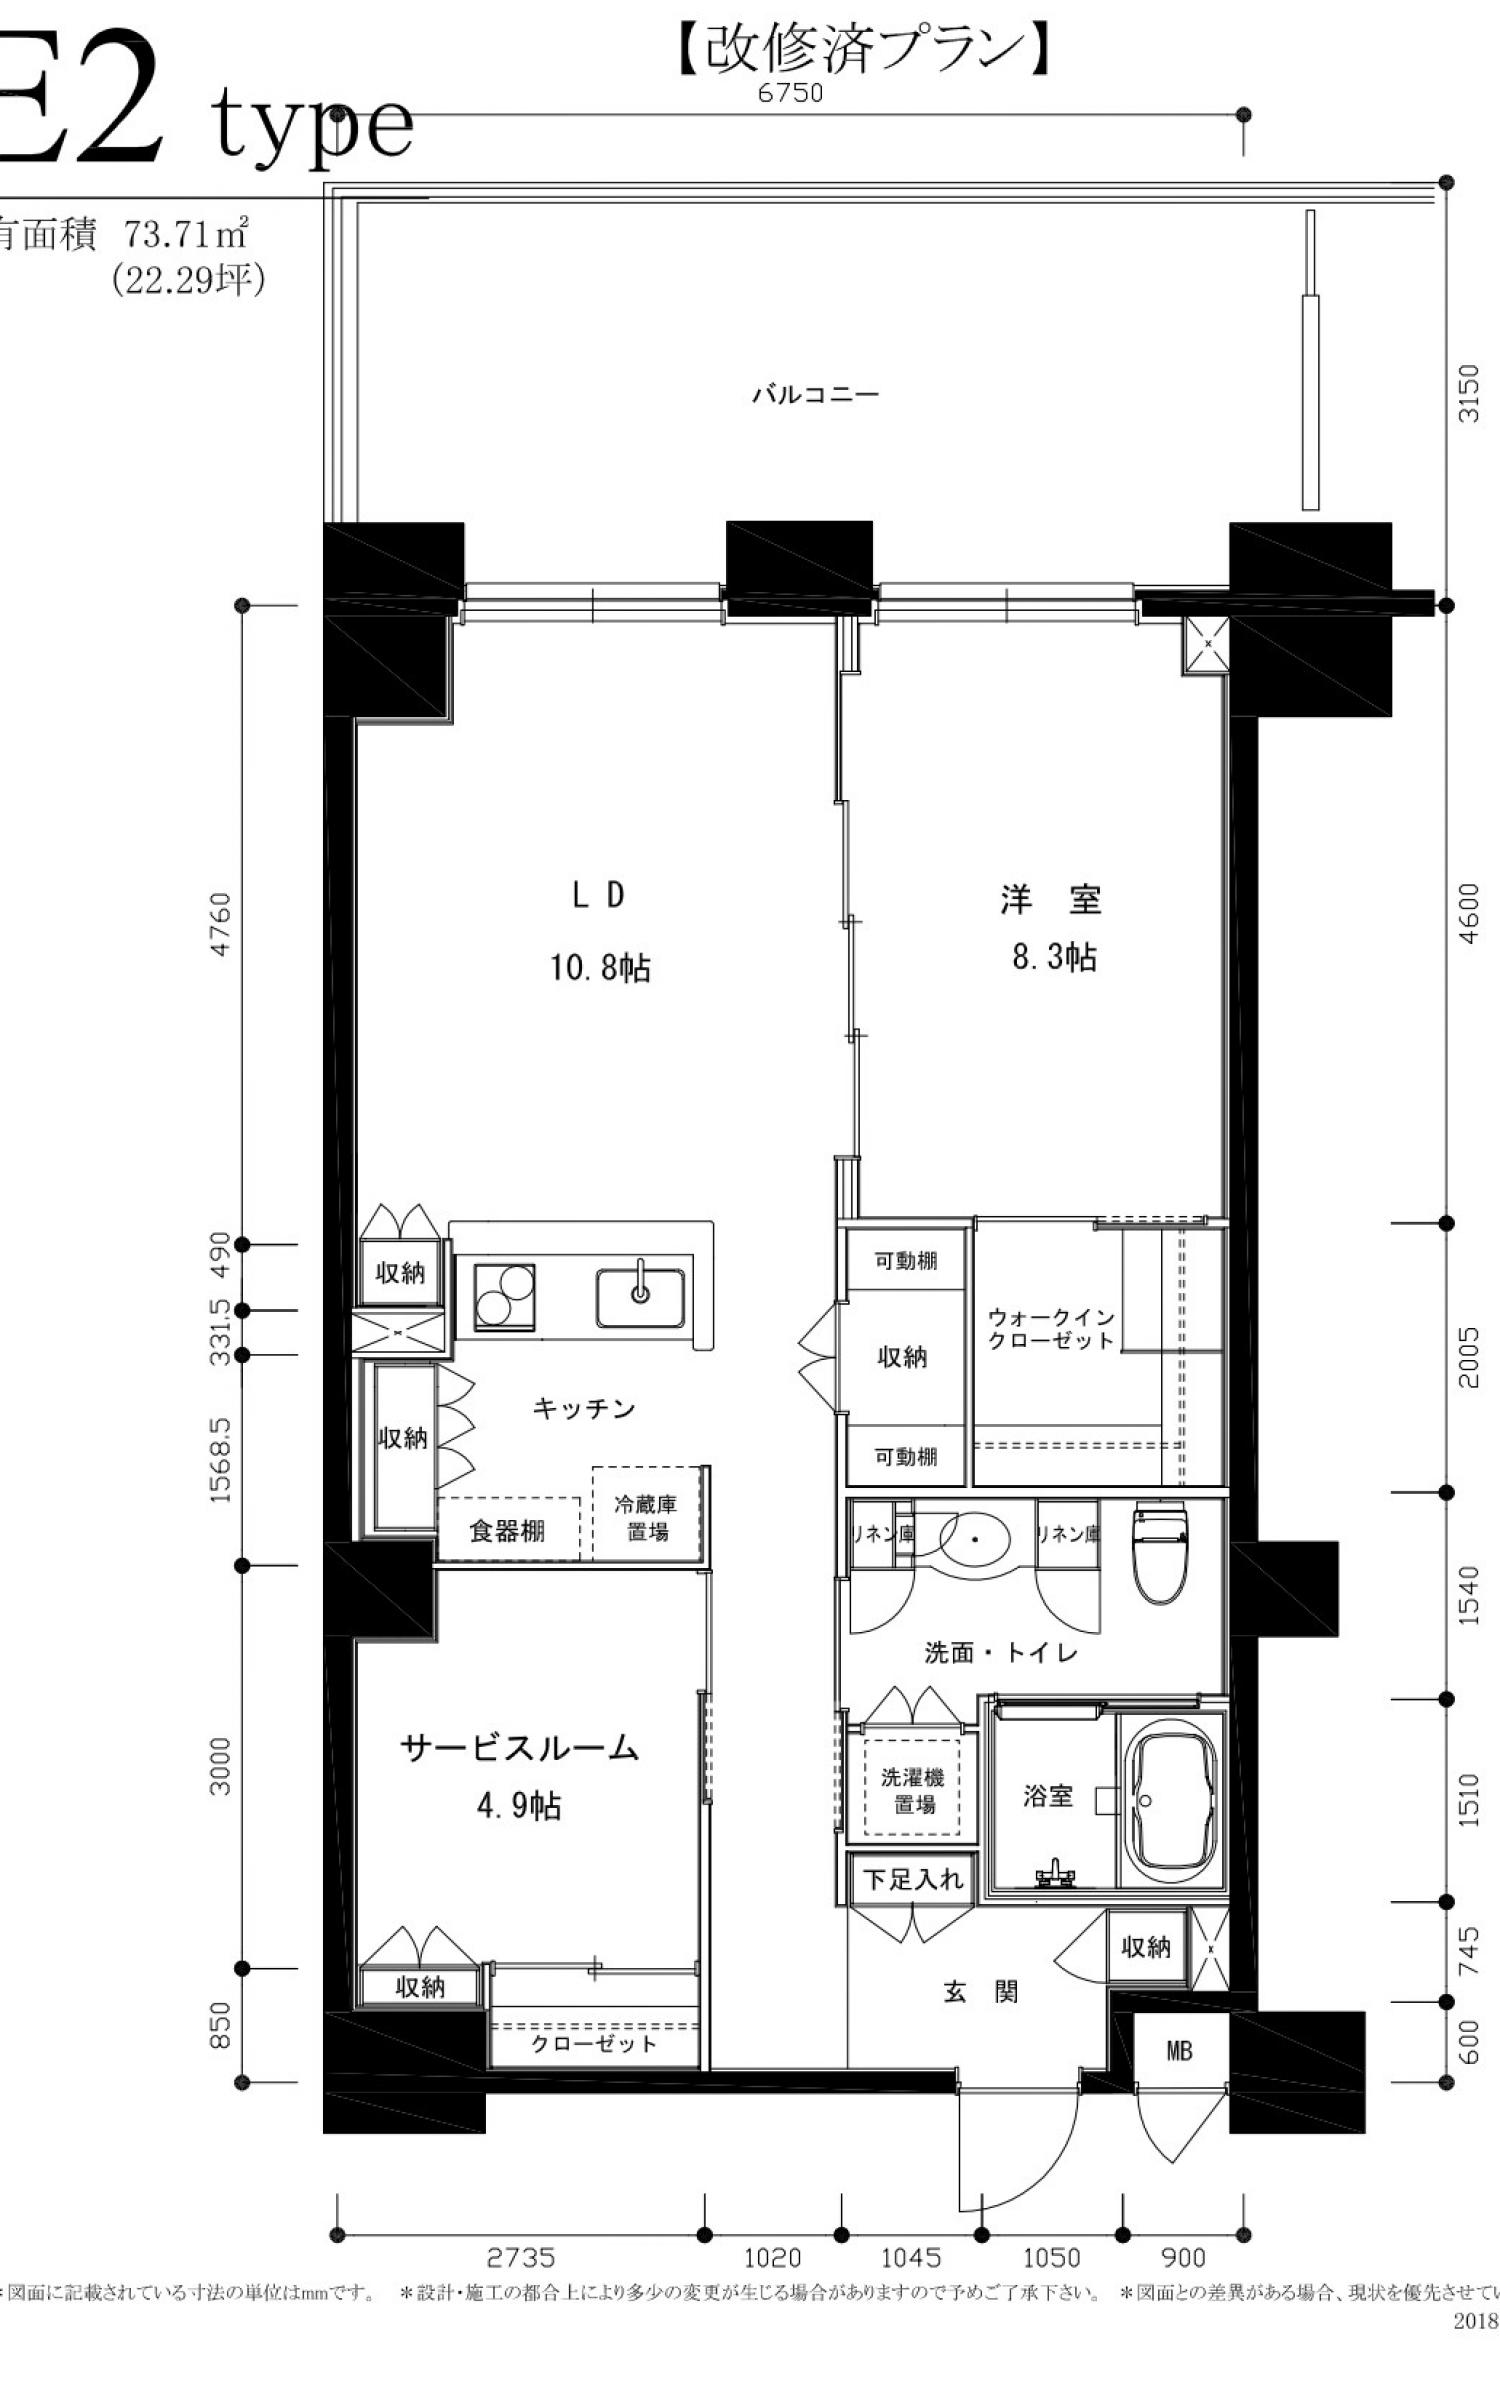 【改修済プラン】
E2 type
6750
有面積 73.71㎡
(22.29坪)
バルコニー
3150
LD
10.8帖
洋 室
8.3帖
4760
4600
490
331.5
1568.5
3000
850
収納
可動棚
ウォークイン
クローゼット
収納
可動棚
2005
キッチン
収納
食器棚
冷蔵庫
置場
リネン庫
リネン庫
1540
洗面・トイレ
サービスルーム
4.9帖
洗濯機
置場
浴室
1510
下足入れ
収納
745
収納
玄 関
クローゼット
MB
600
2735
1020
1045
1050
900
＊図面に記載されている寸法の単位はmmです。 ＊設計・施工の都合上により多少の変更が生じる場合がありますので予めご了承下さい。 ＊図面との差異がある場合、現状を優先させてい
2018